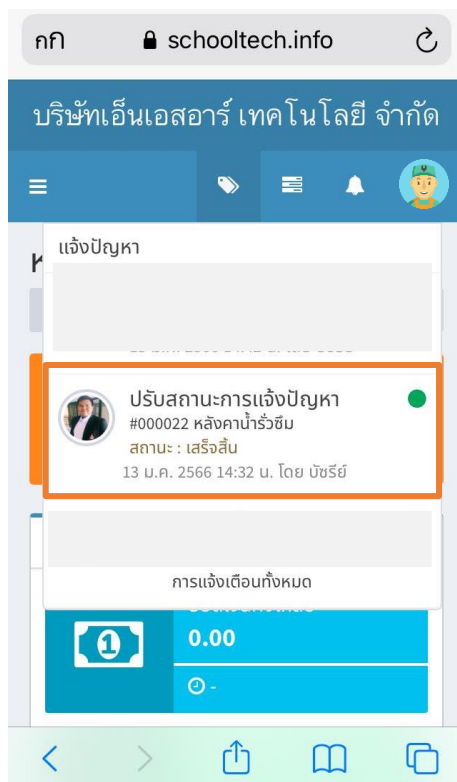 กก schooltech.info
บริษัทเอ็นเอสอาร์ เทคโนโลยี จำกัด
แจ้งปัญหา
ปรับสถานะการแจ้งปัญหา
#000022 หลังคาน้ำรั่วซึม
สถานะ : เสร็จสิ้น
13 ม.ค. 2566 14:32 น. โดย บัซรีย์
การแจ้งเตือนทั้งหมด
1
0.00
-